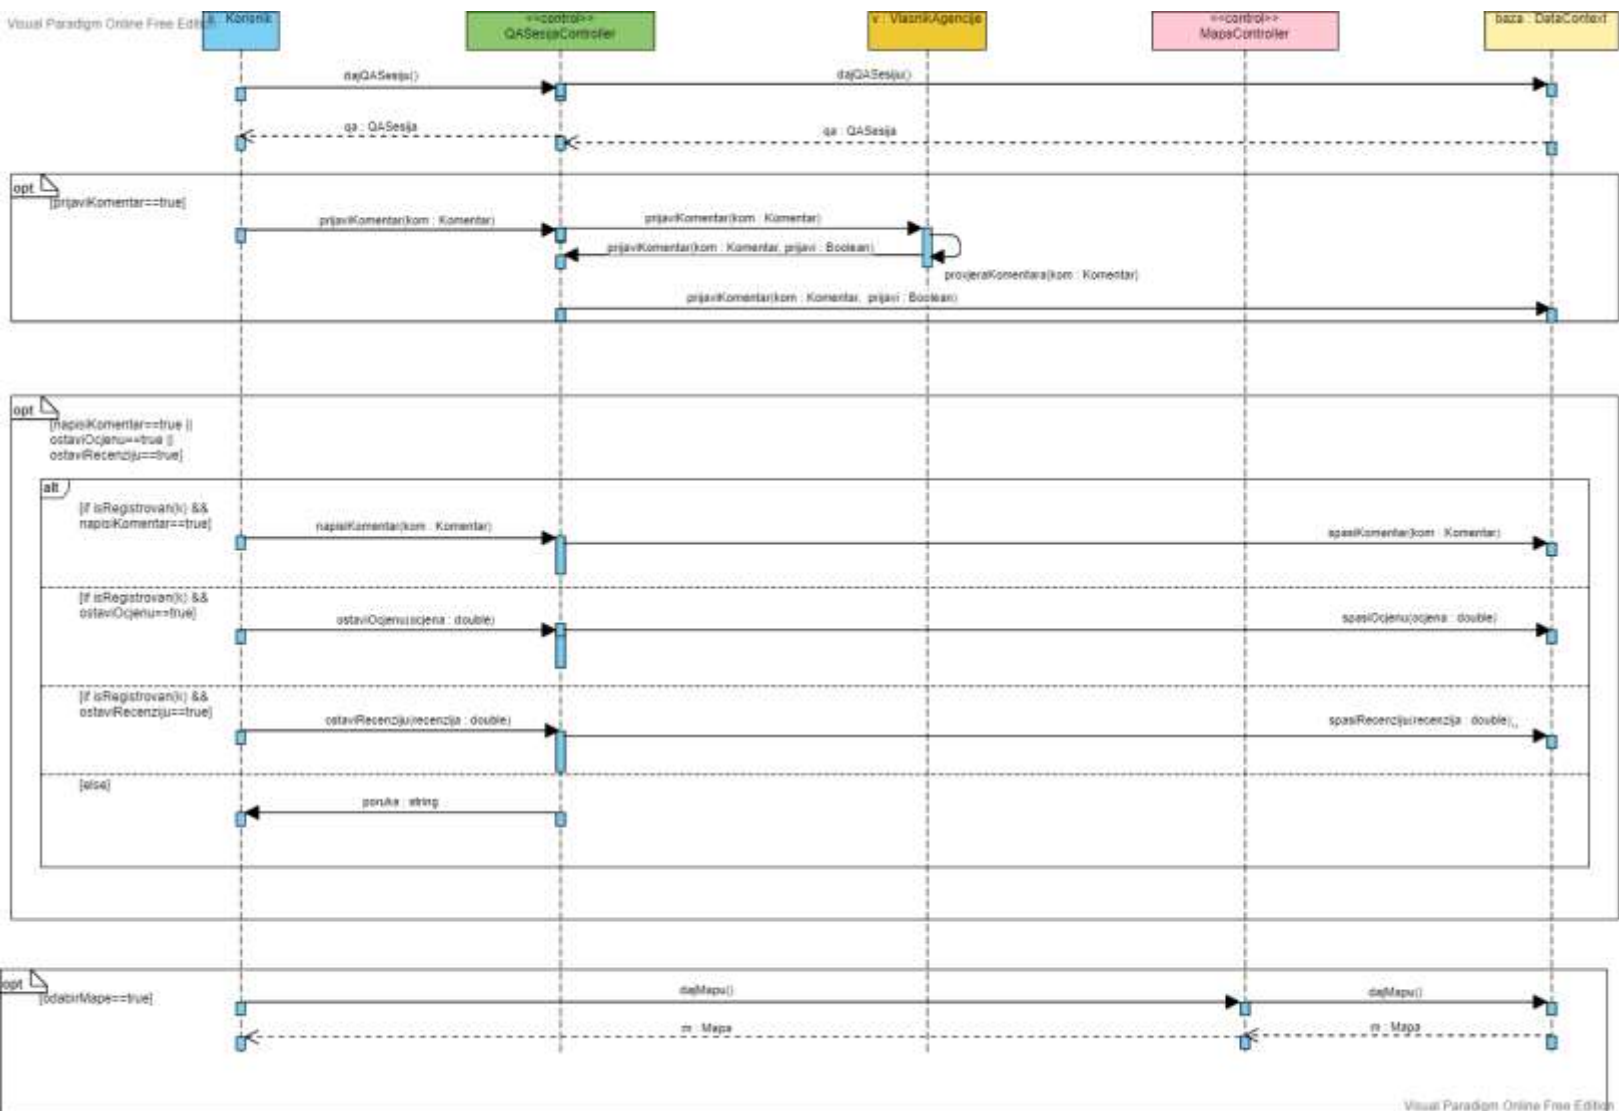 Visual Paradigm Online Free Edition
: Korisnik
<<control>>
QASesijaController
v : VlasnikAgencije
<<control>>
MapaController
baza : DataContext
dajQASesiju()
dajQASesiju()
qa : QASesija
qa : QASesija
opt
[prijaviKomentar==true]
prijaviKomentar(kom : Komentar)
prijaviKomentar(kom : Komentar)
prijaviKomentar(kom : Komentar, prijavi : Boolean)
provjeraKomentara(kom : Komentar)
prijaviKomentar(kom : Komentar, prijavi : Boolean)
opt
[napisiKomentar==true ||
ostaviOcjenu==true ||
ostaviRecenziju==true]
alt
[if isRegistrovan(k) &&
napisiKomentar==true]
napisiKomentar(kom : Komentar)
spasiKomentar(kom : Komentar)
[if isRegistrovan(k) &&
ostaviOcjenu==true]
ostaviOcjenu(ocjena : double)
spasiOcjenu(ocjena : double)
[if isRegistrovan(k) &&
ostaviRecenziju==true]
ostaviRecenziju(recenzija : double)
spasiRecenziju(recenzija : double),,
[else]
poruka : string
opt
[odabirMape==true]
dajMapu()
dajMapu()
m : Mapa
m : Mapa
Visual Paradigm Online Free Edition